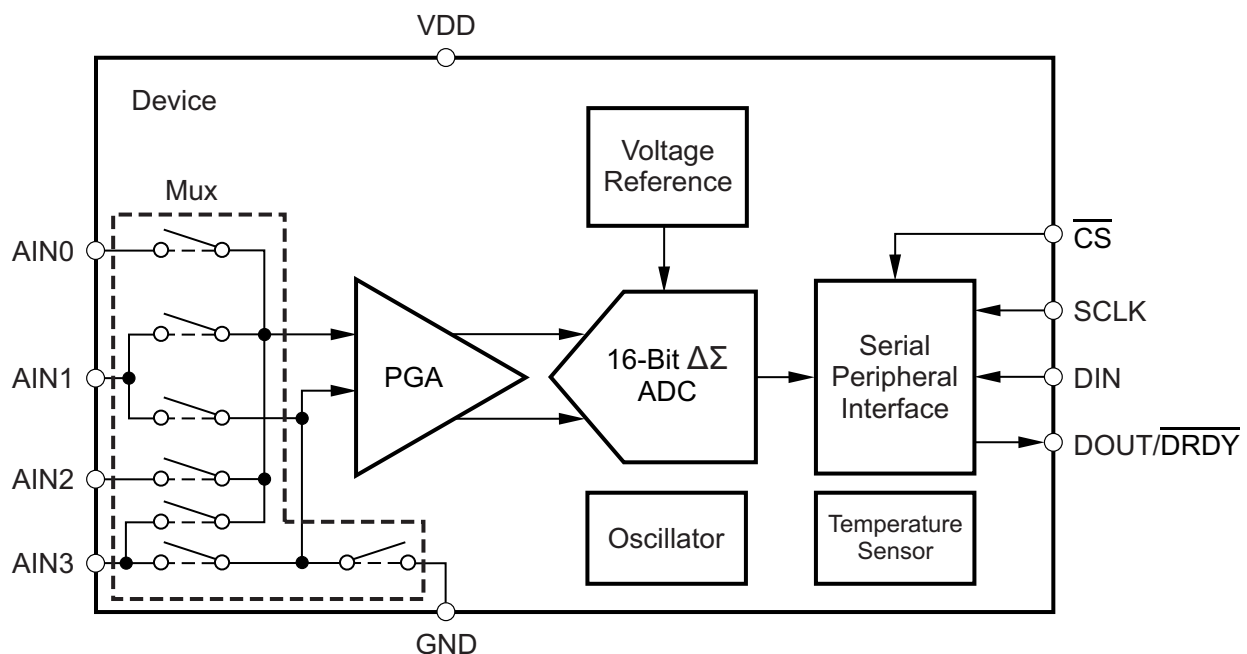 VDD
Device
Voltage
Reference
Mux
AIN0
CS
SCLK
AIN1
PGA
16-Bit ΔΣ
ADC
Serial
Peripheral
Interface
DIN
DOUT/DRDY
AIN2
AIN3
Oscillator
Temperature
Sensor
GND